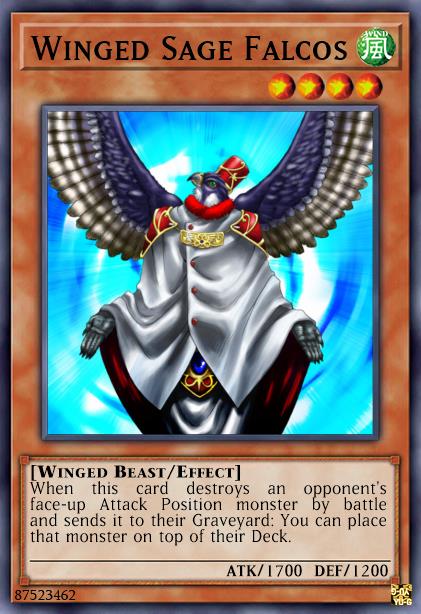 Winged Sage Falcos
WIND
風
[Winged Beast/Effect]
When this card destroys an opponent's
face-up Attack Position monster by battle
and sends it to their Graveyard: You can place
that monster on top of their Deck.
ATK/1700 DEF/1200
87523462